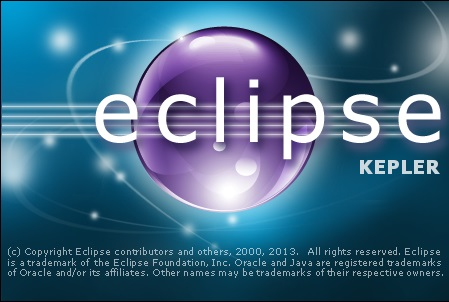 eclipse
KEPLER
(c) Copyright Eclipse contributors and others, 2000, 2013. All rights reserved. Eclipse
is a trademark of the Eclipse Foundation, Inc. Oracle and Java are registered trademarks
of Oracle and/or its affiliates. Other names may be trademarks of their respective owners.